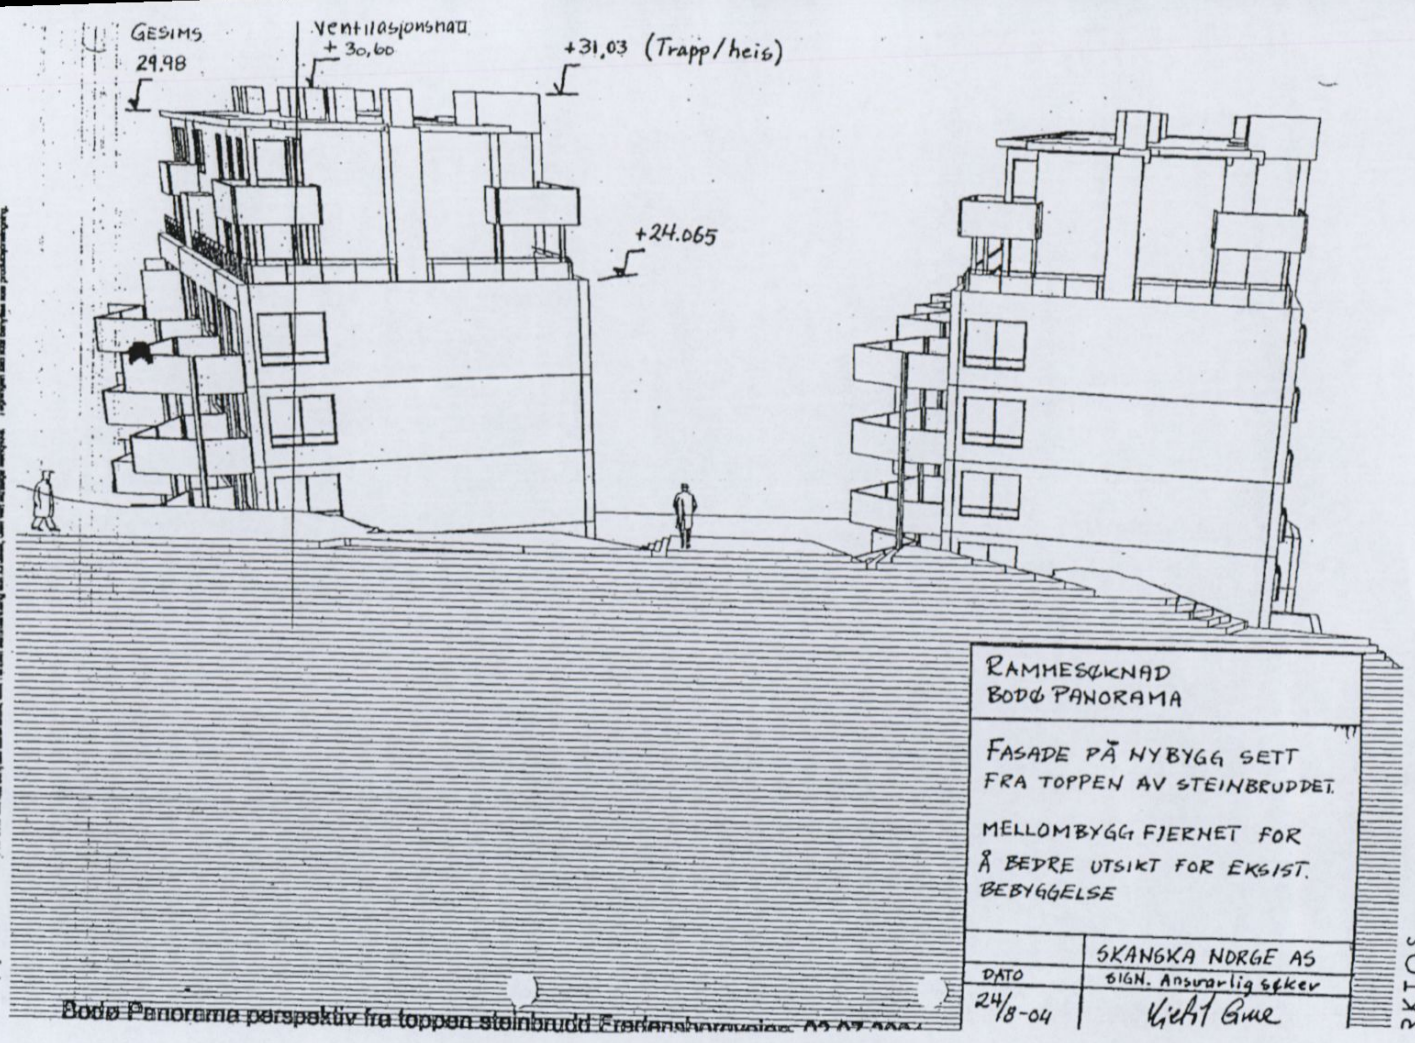 GESIMS
29.98
+ 30,60
+31,03 (Trapp/heis)
+24.065
RAMMESØKNAD
BODØ PANORAMA
FASADE PÅ NYBYGG SETT
FRA TOPPEN AV STEINBRUDDET.
MELLOMBYGG FJERNET FOR
Å BEDRE UTSIKT FOR EKSIST.
BEBYGGELSE
SKANSKA NORGE AS
DATO
SIGN. Ansvarlig søker
24/8-04
Bodø Panorama perspektiv fra toppen steinbrudd